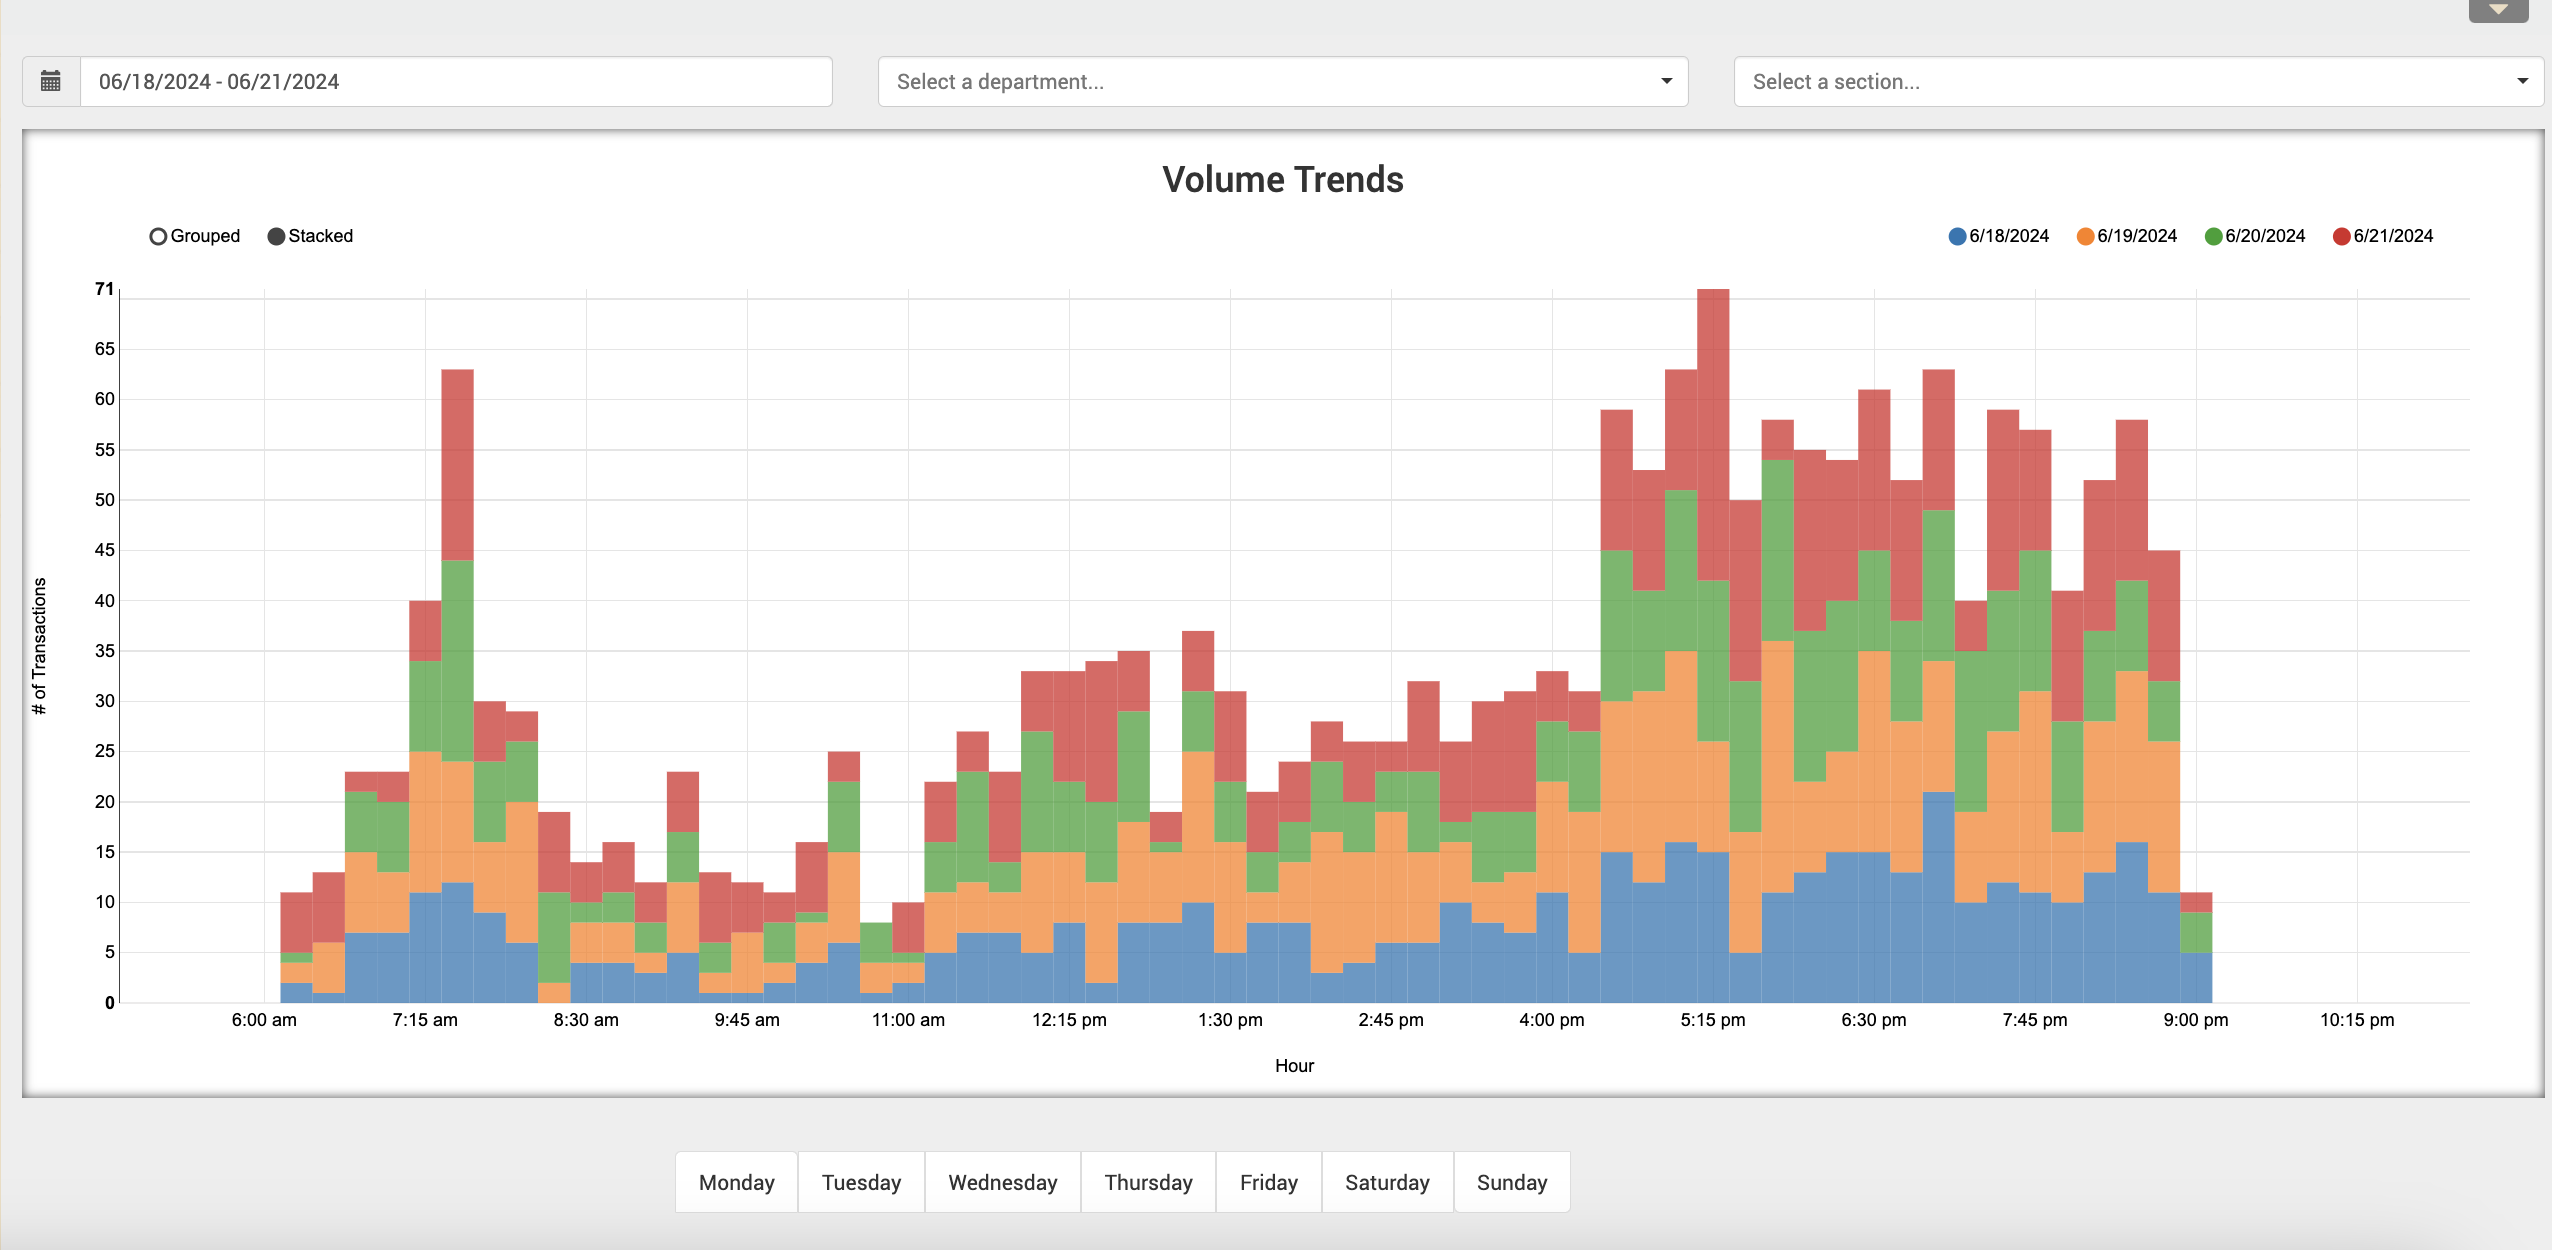 06/18/2024 - 06/21/2024
Select a department...
Select a section...
Volume Trends
Grouped
Stacked
6/18/2024
6/19/2024
6/20/2024
6/21/2024
71
65
60
55
50
45
40
35
30
25
20
15
10
5
0
# of Transactions
6:00 am
7:15 am
8:30 am
9:45 am
11:00 am
12:15 pm
1:30 pm
2:45 pm
4:00 pm
5:15 pm
6:30 pm
7:45 pm
9:00 pm
10:15 pm
Hour
Monday
Tuesday
Wednesday
Thursday
Friday
Saturday
Sunday